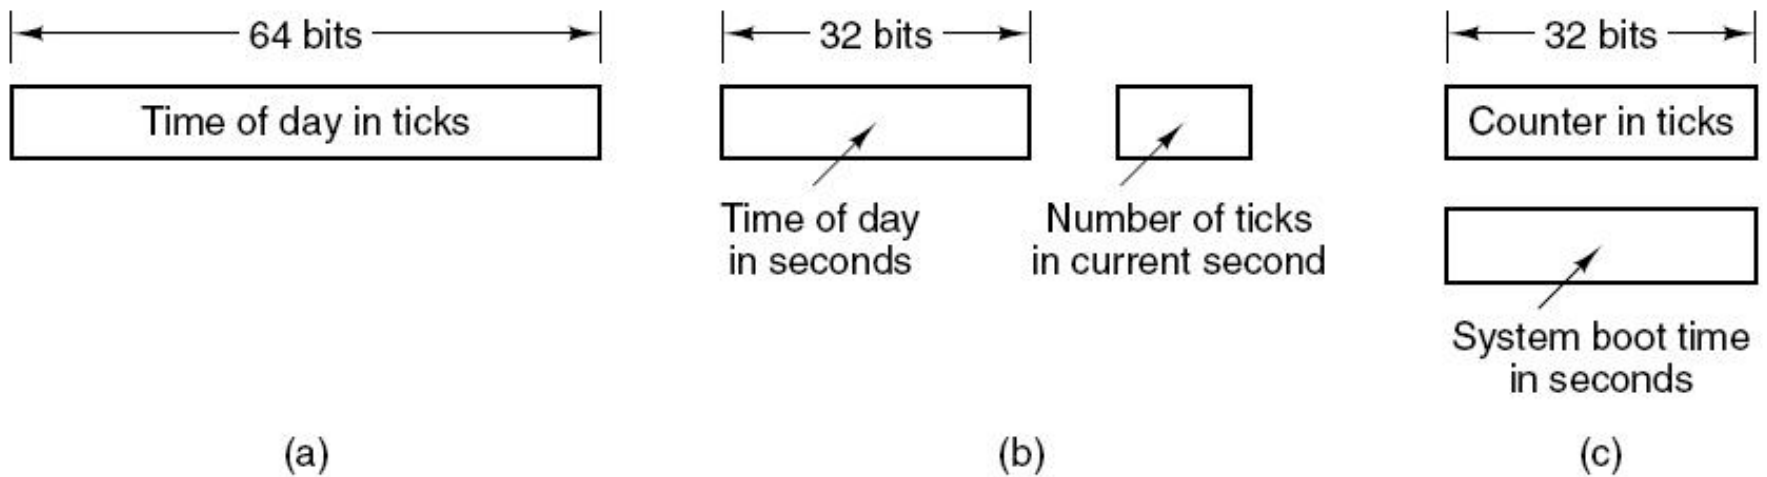 64 bits
Time of day in ticks
(a)
32 bits
Time of day
in seconds
Number of ticks
in current second
(b)
32 bits
Counter in ticks
System boot time
in seconds
(c)